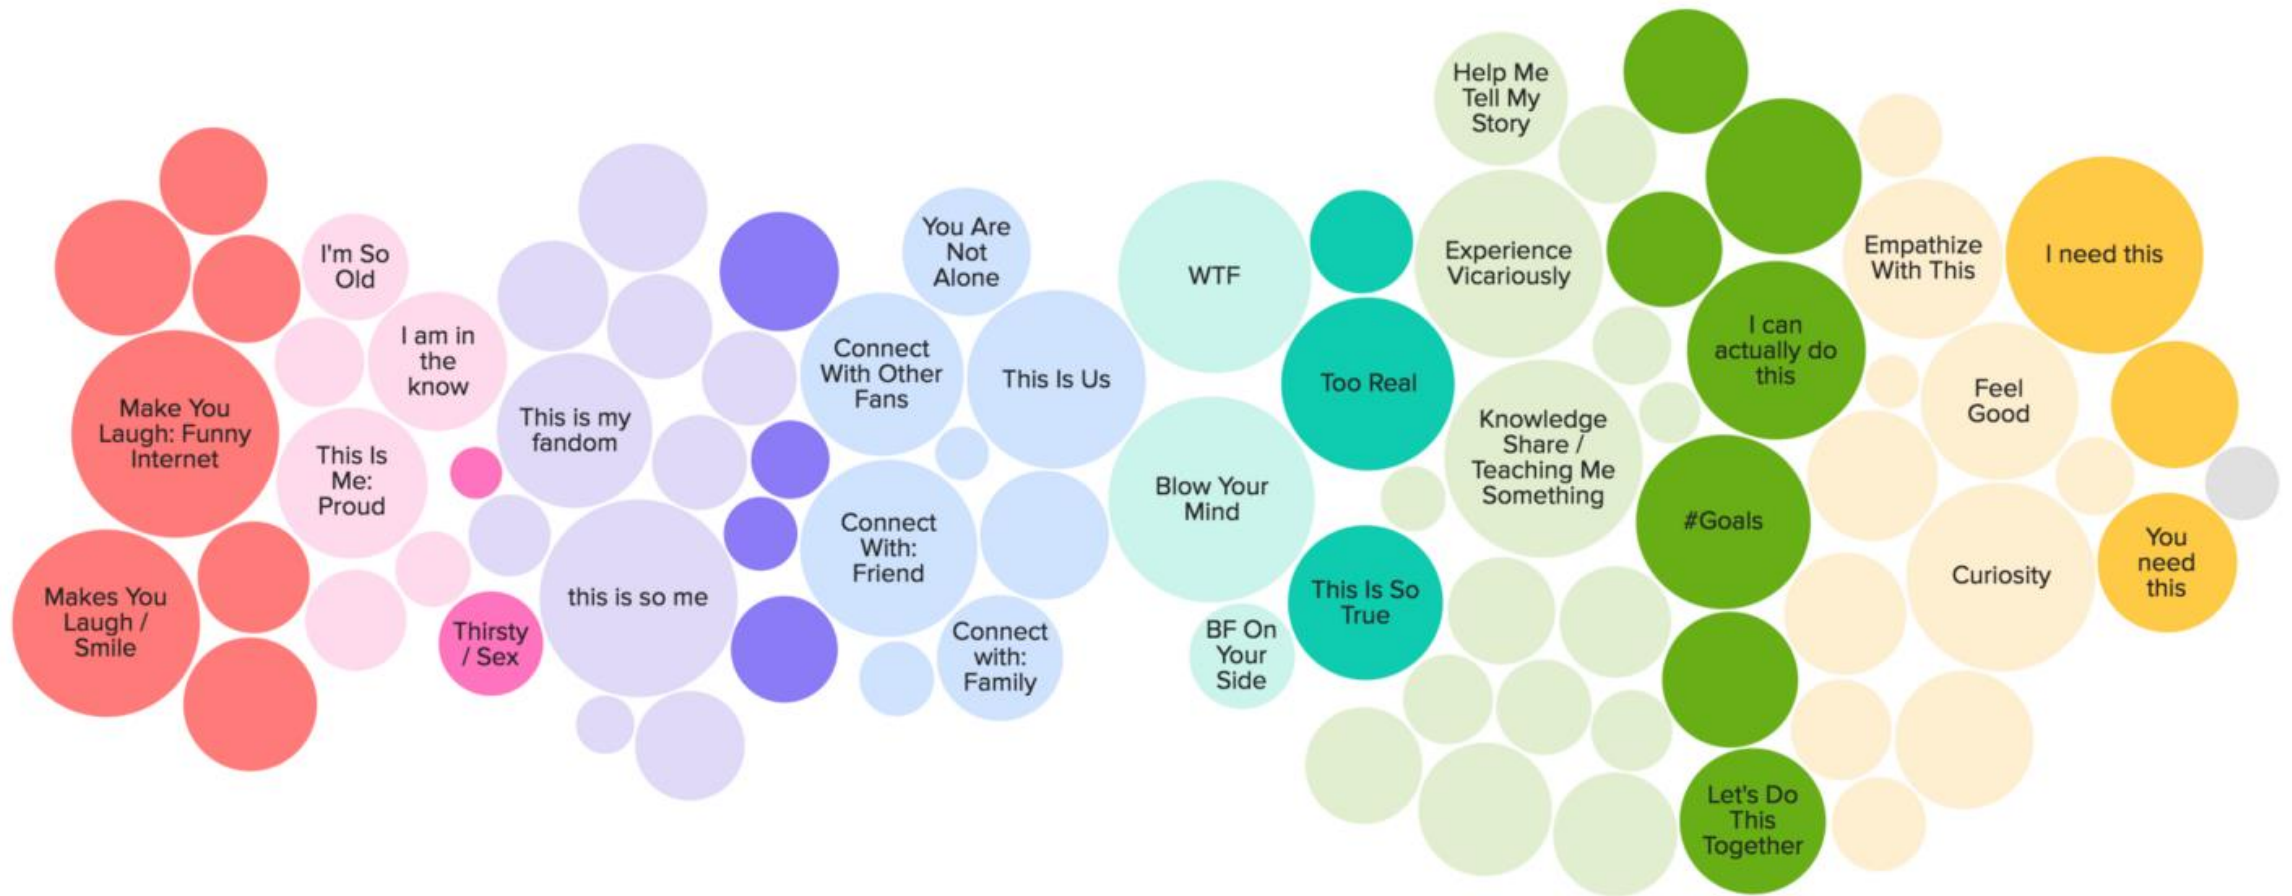 Make You
Laugh: Funny
Internet
Makes You
Laugh /
Smile
I'm So
Old
I am in
the
know
This Is
Me:
Proud
Thirsty
/ Sex
This is my
fandom
this is so me
You Are
Not
Alone
Connect
With Other
Fans
This Is Us
Connect
With:
Friend
Connect
with:
Family
WTF
Blow Your
Mind
BF On
Your
Side
Too Real
This Is So
True
Help Me
Tell My
Story
Experience
Vicariously
Knowledge
Share /
Teaching Me
Something
I can
actually do
this
#Goals
Let's Do
This
Together
Empathize
With This
Feel
Good
Curiosity
I need this
You
need
this